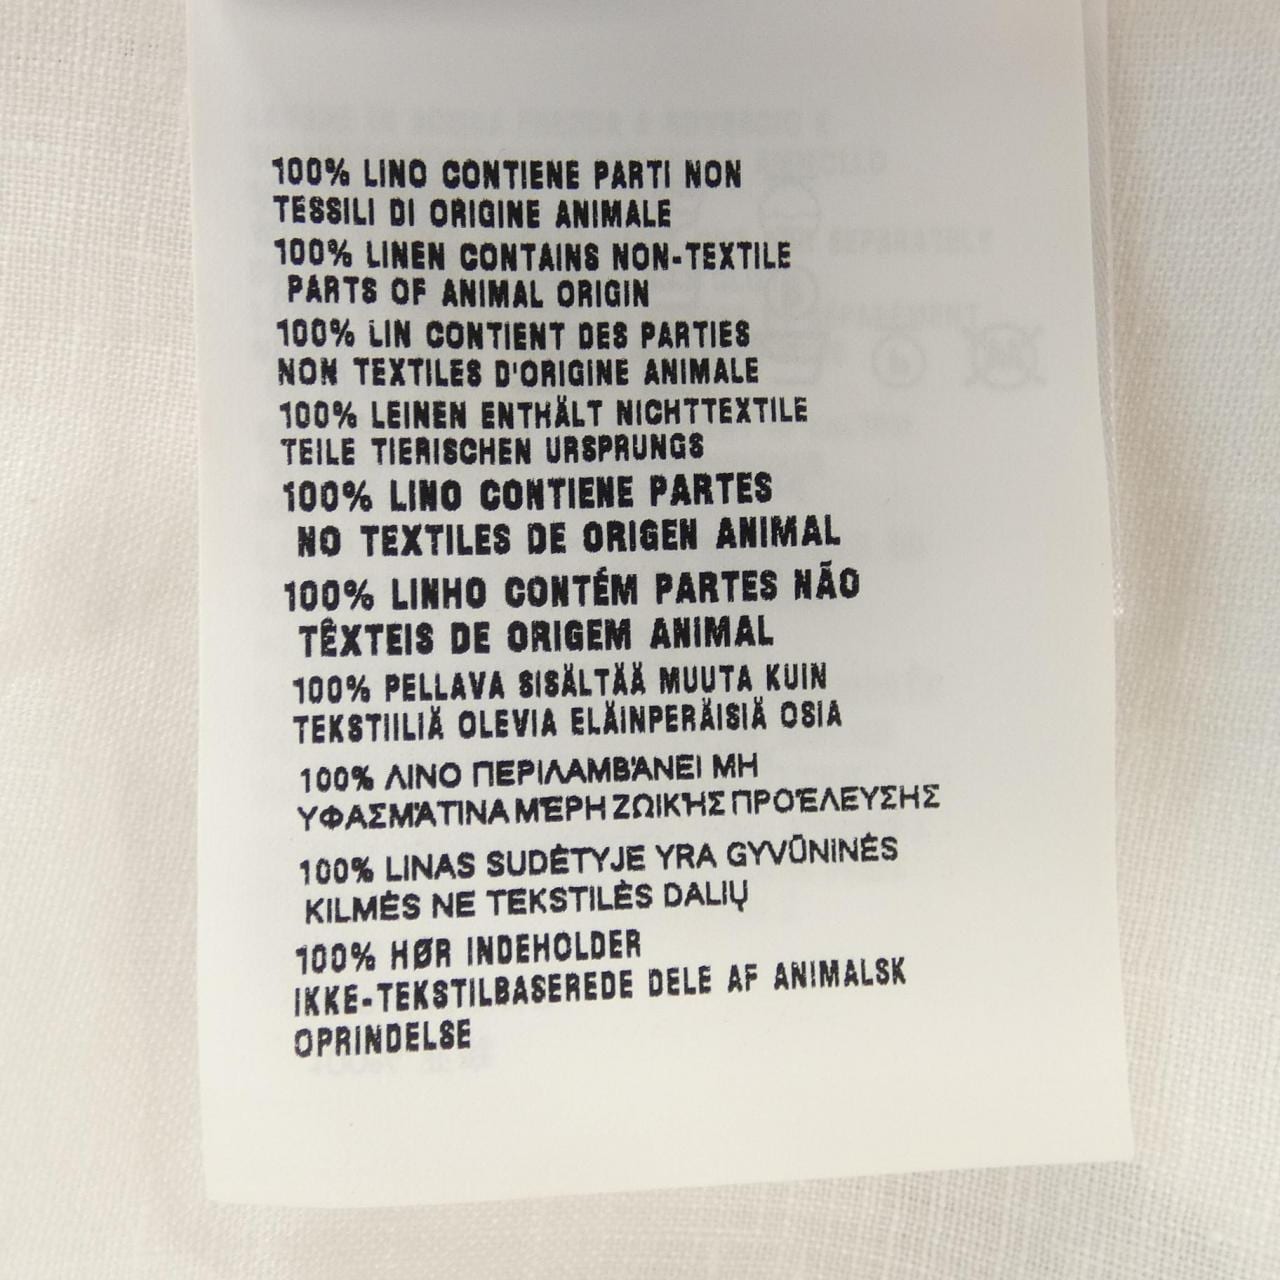 100% LINO CONTIENE PARTI NON
TESSILI DI ORIGINE ANIMALE
100% LINEN CONTAINS NON-TEXTILE
PARTS OF ANIMAL ORIGIN
100% LIN CONTIENT DES PARTIES
NON TEXTILES D'ORIGINE ANIMALE
100% LEINEN ENTHÄLT NICHTTEXTILE
TEILE TIERISCHEN URSPRUNGS
100% LINO CONTIENE PARTES
NO TEXTILES DE ORIGEN ANIMAL
100% LINHO CONTÉM PARTES NÃO
TÊXTEIS DE ORIGEM ANIMAL
100% PELLAVA SISÄLTÄÄ MUUTA KUIN
TEKSTIILIÄ OLEVIA ELÄINPERÄISIÄ OSIA
100% ΛΙΝΟ ΠΕΡΙΛΑΜΒΆΝΕΙ ΜΗ
ΥΦΑΣΜΆΤΙΝΑ ΜΈΡΗ ΖΩΙΚΉΣ ΠΡΟΈΛΕΥΣΗΣ
100% LINAS SUDĖTYJE YRA GYVŪNINĖS
KILMĖS NE TEKSTILĖS DALIŲ
100% HØR INDEHOLDER
IKKE-TEKSTILBASEREDE DELE AF ANIMALSK
OPRINDELSE